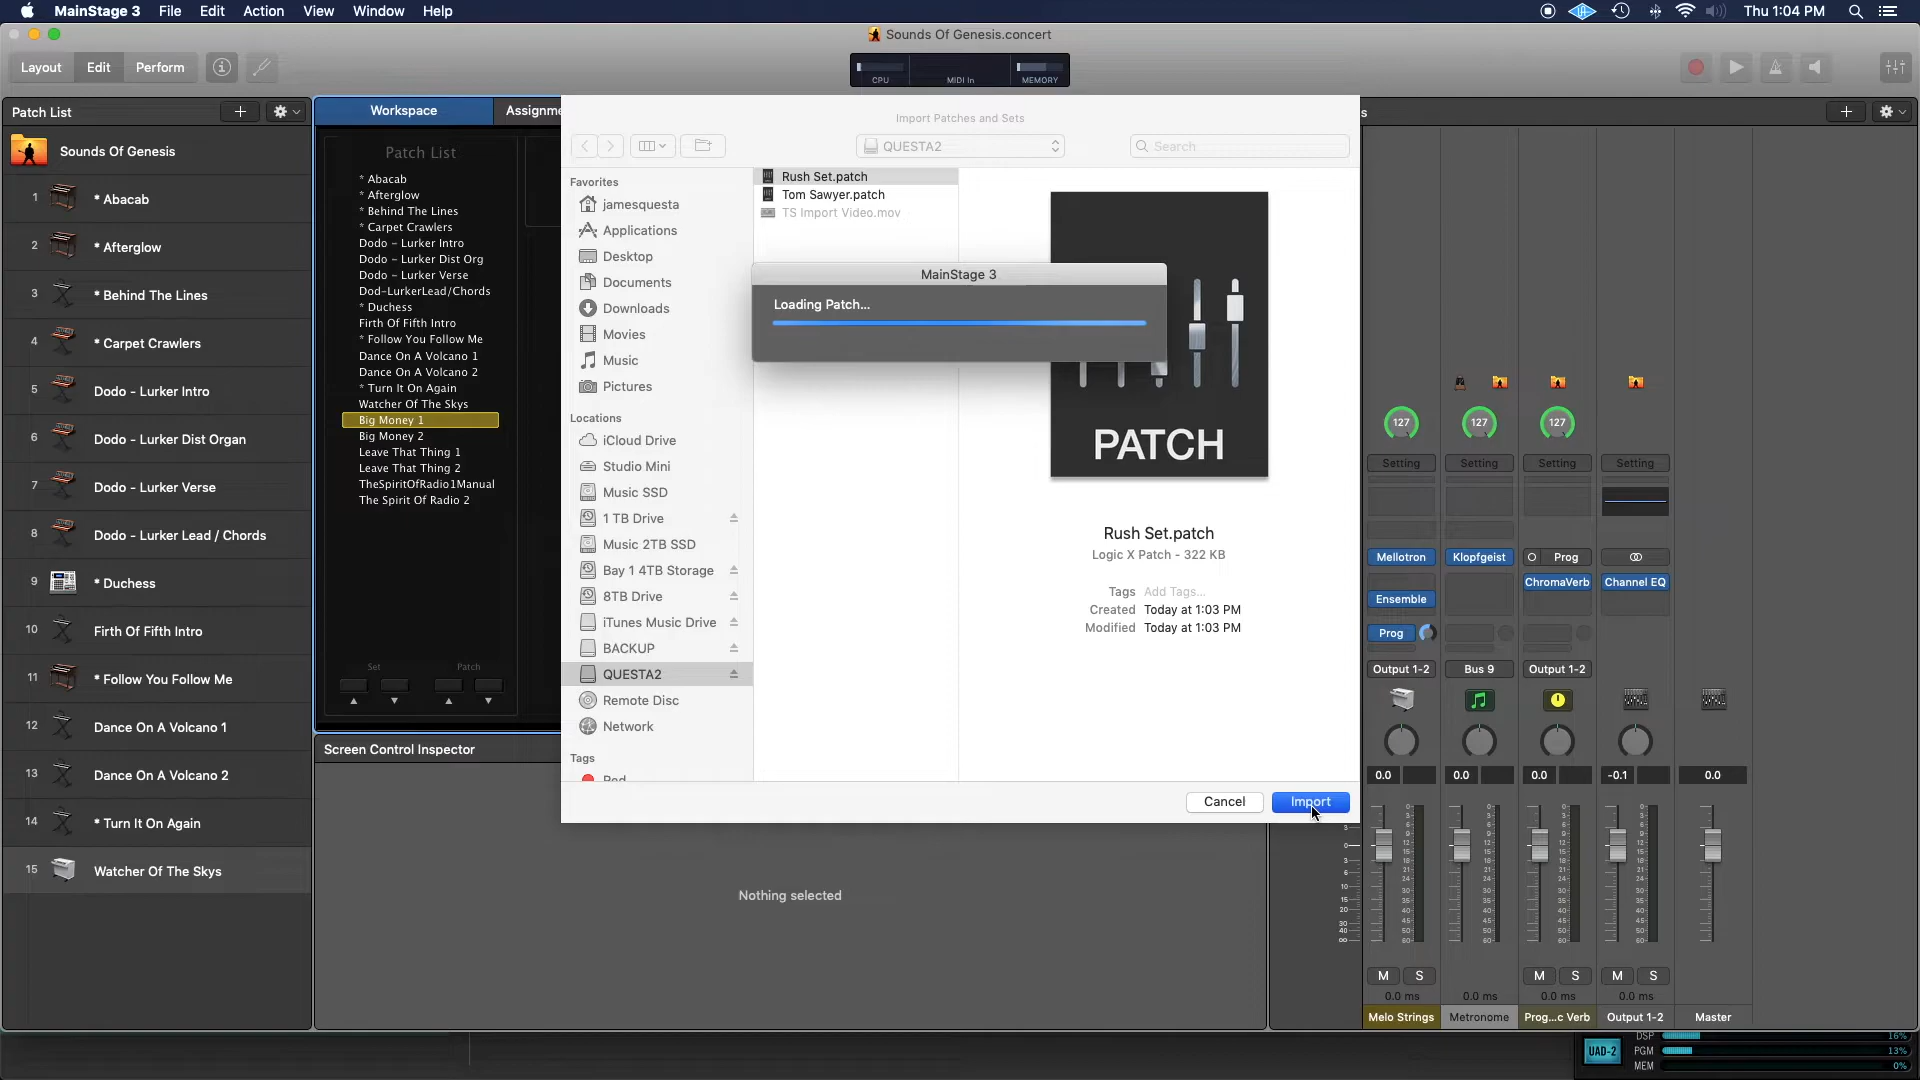 MainStage 3 File Edit Action View Window Help Thu 1:04 PM
Sounds Of Genesis.concert
Layout Edit Perform
CPU MIDI In MEMORY
Patch List
Sounds Of Genesis
1 * Abacab
2 * Afterglow
3 * Behind The Lines
4 * Carpet Crawlers
5 Dodo - Lurker Intro
6 Dodo - Lurker Dist Organ
7 Dodo - Lurker Verse
8 Dodo - Lurker Lead / Chords
9 * Duchess
10 Firth Of Fifth Intro
11 * Follow You Follow Me
12 Dance On A Volcano 1
13 Dance On A Volcano 2
14 * Turn It On Again
15 Watcher Of The Skys
Workspace Assignme
Patch List
* Abacab
* Afterglow
* Behind The Lines
* Carpet Crawlers
Dodo - Lurker Intro
Dodo - Lurker Dist Org
Dodo - Lurker Verse
Dod-LurkerLead/Chords
* Duchess
Firth Of Fifth Intro
* Follow You Follow Me
Dance On A Volcano 1
Dance On A Volcano 2
* Turn It On Again
Watcher Of The Skys
Big Money 1
Big Money 2
Leave That Thing 1
Leave That Thing 2
TheSpiritOfRadio1Manual
The Spirit Of Radio 2
Set Patch
Screen Control Inspector
Nothing selected
Import Patches and Sets
QUESTA2
Search
Favorites
jamesquesta
Applications
Desktop
Documents
Downloads
Movies
Music
Pictures
Locations
iCloud Drive
Studio Mini
Music SSD
1 TB Drive
Music 2TB SSD
Bay 1 4TB Storage
8TB Drive
iTunes Music Drive
BACKUP
QUESTA2
Remote Disc
Network
Tags
Red
Rush Set.patch
Tom Sawyer.patch
TS Import Video.mov
MainStage 3
Loading Patch...
PATCH
Rush Set.patch
Logic X Patch - 322 KB
Tags Add Tags...
Created Today at 1:03 PM
Modified Today at 1:03 PM
Cancel Import
s
127 127 127
Setting Setting Setting Setting
Mellotron Klopfgeist Prog
ChromaVerb Channel EQ
Ensemble
Prog
Output 1-2 Bus 9 Output 1-2
0.0 0.0 0.0 -0.1 0.0
M S M S M S
0.0 ms 0.0 ms 0.0 ms 0.0 ms
Melo Strings Metronome Prog...c Verb Output 1-2 Master
UAD-2
DSP 16%
PGM 13%
MEM 0%